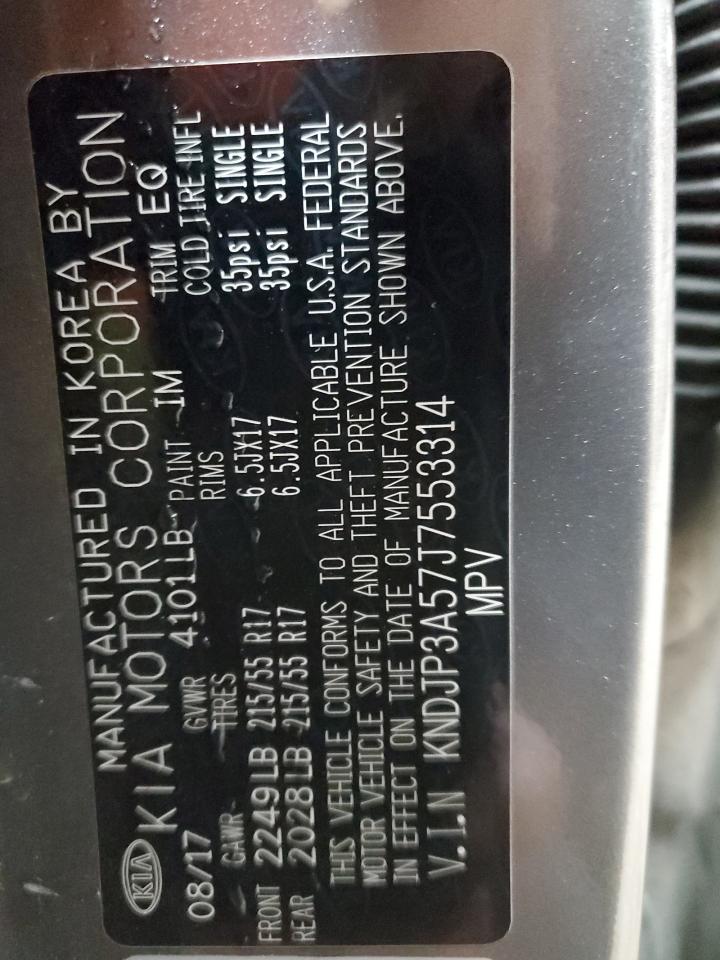 KIA
MANUFACTURED IN KOREA BY
KIA MOTORS CORPORATION
08/17 GVWR 4101LB PAINT IM TRIM EQ
GAWR TIRES RIMS COLD TIRE INFL
FRONT 2249LB 215/55 R17 6.5JX17 35psi SINGLE
REAR 2028LB 215/55 R17 6.5JX17 35psi SINGLE
THIS VEHICLE CONFORMS TO ALL APPLICABLE U.S.A. FEDERAL
MOTOR VEHICLE SAFETY AND THEFT PREVENTION STANDARDS
IN EFFECT ON THE DATE OF MANUFACTURE SHOWN ABOVE.
V.I.N KNDJP3A57J7553314
MPV